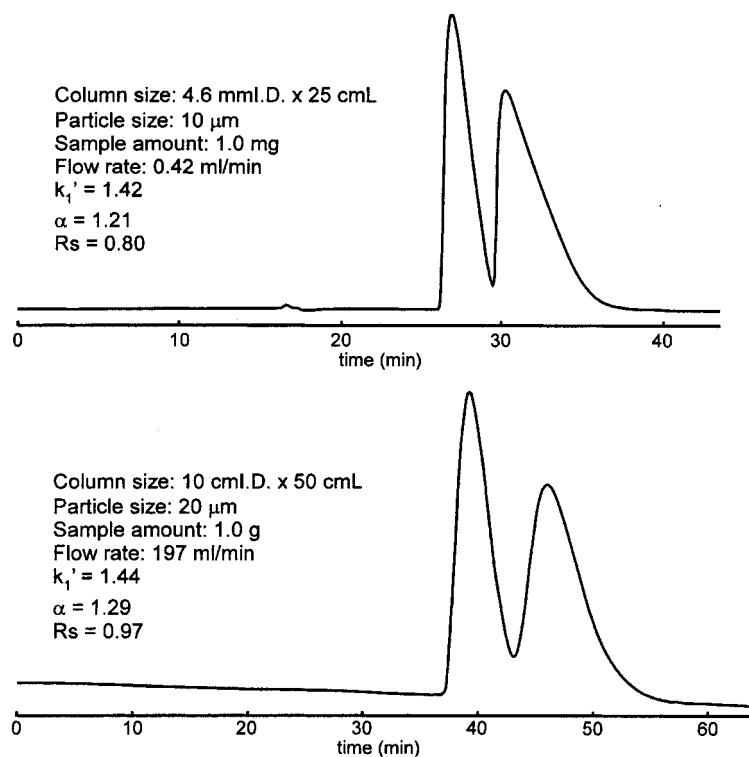 Column size: 4.6 mmI.D. x 25 cmL
Particle size: 10 μm
Sample amount: 1.0 mg
Flow rate: 0.42 ml/min
k₁' = 1.42
α = 1.21
Rs = 0.80
0 10 20 30 40
time (min)
Column size: 10 cmI.D. x 50 cmL
Particle size: 20 μm
Sample amount: 1.0 g
Flow rate: 197 ml/min
k₁' = 1.44
α = 1.29
Rs = 0.97
0 10 20 30 40 50 60
time (min)